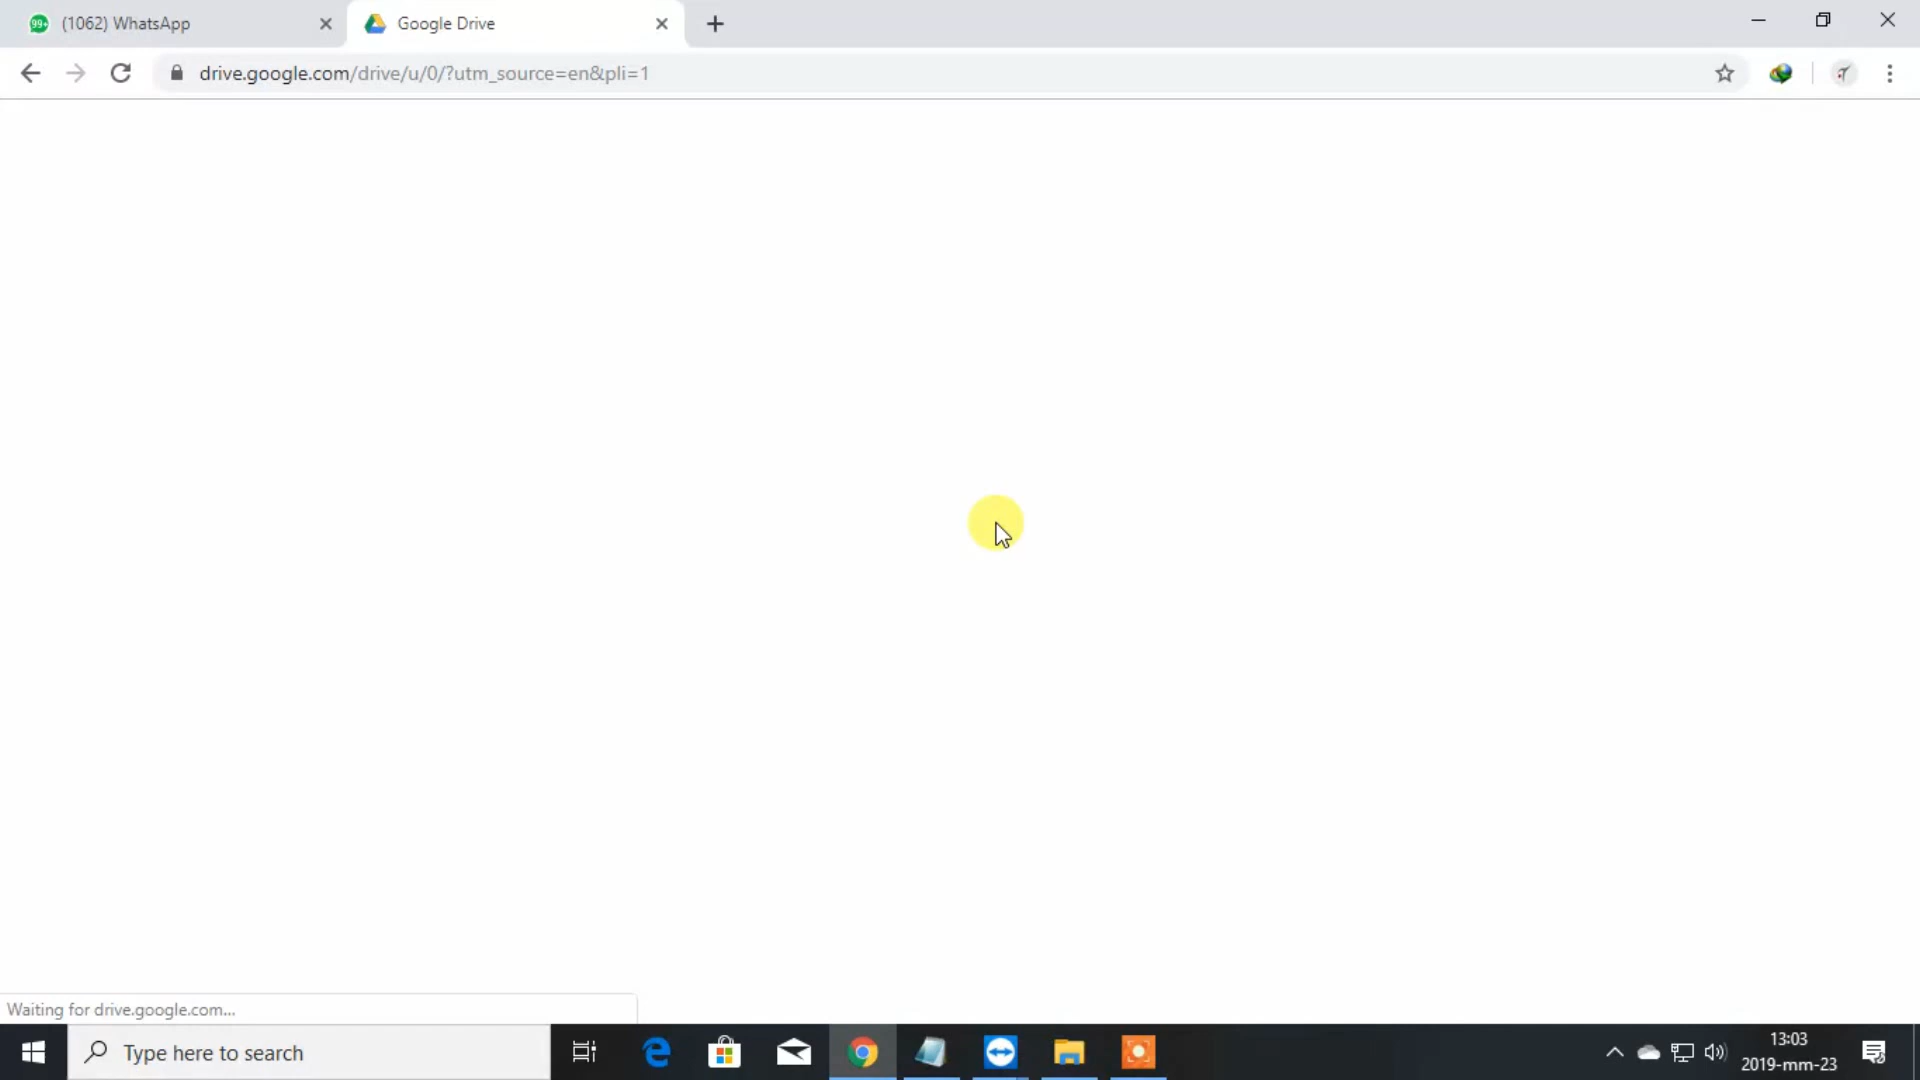 99+ (1062) WhatsApp
Google Drive
drive.google.com/drive/u/0/?utm_source=en&pli=1
Waiting for drive.google.com...
Type here to search
13:03
2019-mm-23